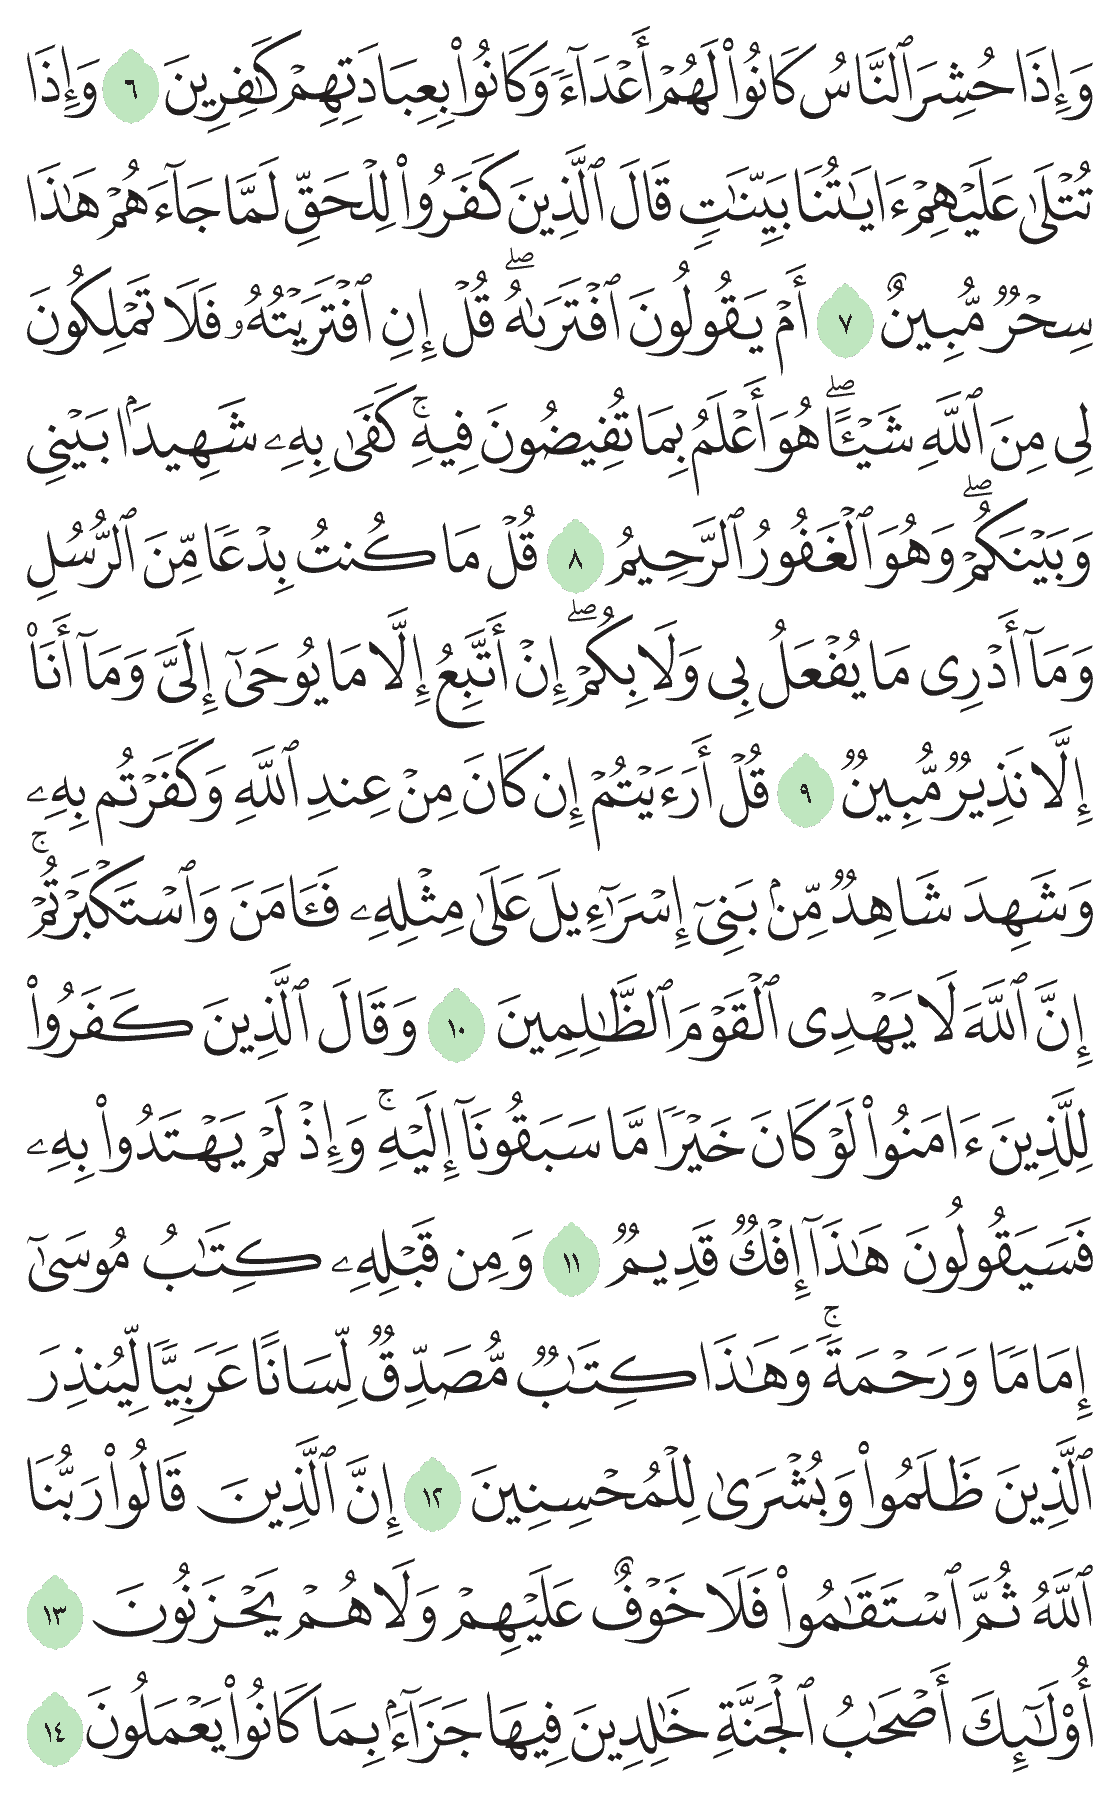 وَإِذَا حُشِرَ ٱلنَّاسُ كَانُوا۟ لَهُمْ أَعْدَآءً وَكَانُوا۟ بِعِبَادَتِهِمْ كَـٰفِرِينَ ٦ وَإِذَا
تُتْلَىٰ عَلَيْهِمْ ءَايَـٰتُنَا بَيِّنَـٰتٍ قَالَ ٱلَّذِينَ كَفَرُوا۟ لِلْحَقِّ لَمَّا جَآءَهُمْ هَـٰذَا
سِحْرٌ مُّبِينٌ ٧ أَمْ يَقُولُونَ ٱفْتَرَىٰهُ ۖ قُلْ إِنِ ٱفْتَرَيْتُهُۥ فَلَا تَمْلِكُونَ
لِى مِنَ ٱللَّهِ شَيْـًٔا ۖ هُوَ أَعْلَمُ بِمَا تُفِيضُونَ فِيهِ ۚ كَفَىٰ بِهِۦ شَهِيدًۢا بَيْنِى
وَبَيْنَكُمْ ۖ وَهُوَ ٱلْغَفُورُ ٱلرَّحِيمُ ٨ قُلْ مَا كُنتُ بِدْعًا مِّنَ ٱلرُّسُلِ
وَمَآ أَدْرِى مَا يُفْعَلُ بِى وَلَا بِكُمْ ۖ إِنْ أَتَّبِعُ إِلَّا مَا يُوحَىٰٓ إِلَىَّ وَمَآ أَنَا۠
إِلَّا نَذِيرٌ مُّبِينٌ ٩ قُلْ أَرَءَيْتُمْ إِن كَانَ مِنْ عِندِ ٱللَّهِ وَكَفَرْتُم بِهِۦ
وَشَهِدَ شَاهِدٌ مِّنۢ بَنِىٓ إِسْرَٰٓءِيلَ عَلَىٰ مِثْلِهِۦ فَـَٔامَنَ وَٱسْتَكْبَرْتُمْ ۚ
إِنَّ ٱللَّهَ لَا يَهْدِى ٱلْقَوْمَ ٱلظَّـٰلِمِينَ ١٠ وَقَالَ ٱلَّذِينَ كَفَرُوا۟
لِلَّذِينَ ءَامَنُوا۟ لَوْ كَانَ خَيْرًا مَّا سَبَقُونَآ إِلَيْهِ ۚ وَإِذْ لَمْ يَهْتَدُوا۟ بِهِۦ
فَسَيَقُولُونَ هَـٰذَآ إِفْكٌ قَدِيمٌ ١١ وَمِن قَبْلِهِۦ كِتَـٰبُ مُوسَىٰٓ
إِمَامًا وَرَحْمَةً ۚ وَهَـٰذَا كِتَـٰبٌ مُّصَدِّقٌ لِّسَانًا عَرَبِيًّا لِّيُنذِرَ
ٱلَّذِينَ ظَلَمُوا۟ وَبُشْرَىٰ لِلْمُحْسِنِينَ ١٢ إِنَّ ٱلَّذِينَ قَالُوا۟ رَبُّنَا
ٱللَّهُ ثُمَّ ٱسْتَقَـٰمُوا۟ فَلَا خَوْفٌ عَلَيْهِمْ وَلَا هُمْ يَحْزَنُونَ ١٣
أُو۟لَـٰٓئِكَ أَصْحَـٰبُ ٱلْجَنَّةِ خَـٰلِدِينَ فِيهَا جَزَآءًۢ بِمَا كَانُوا۟ يَعْمَلُونَ ١٤